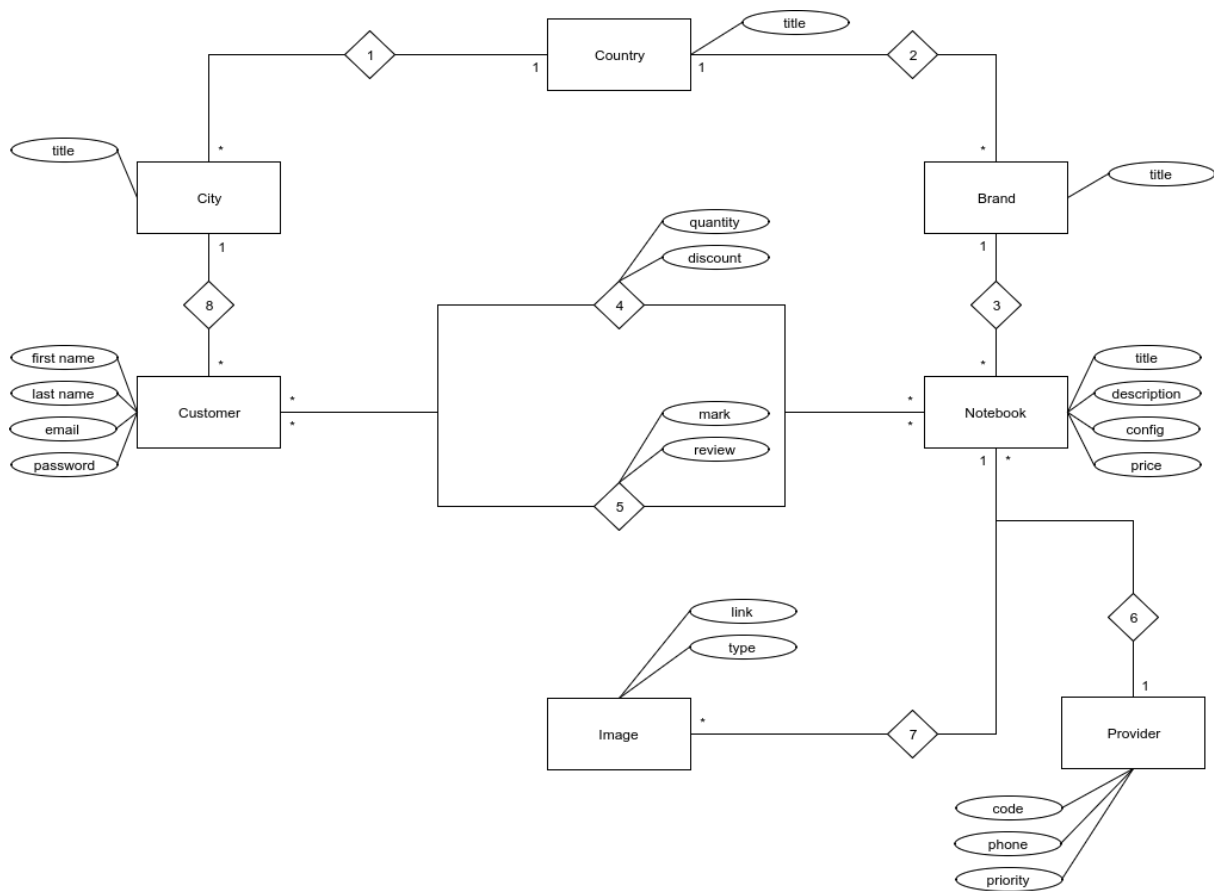 title
1
Country
2
1
1
title
*
*
title
City
Brand
quantity
1
discount
1
8
4
3
first name
*
*
title
last name
description
*
mark
*
Customer
Notebook
email
*
*
config
review
password
1
*
price
5
link
6
type
1
*
Image
7
Provider
code
phone
priority